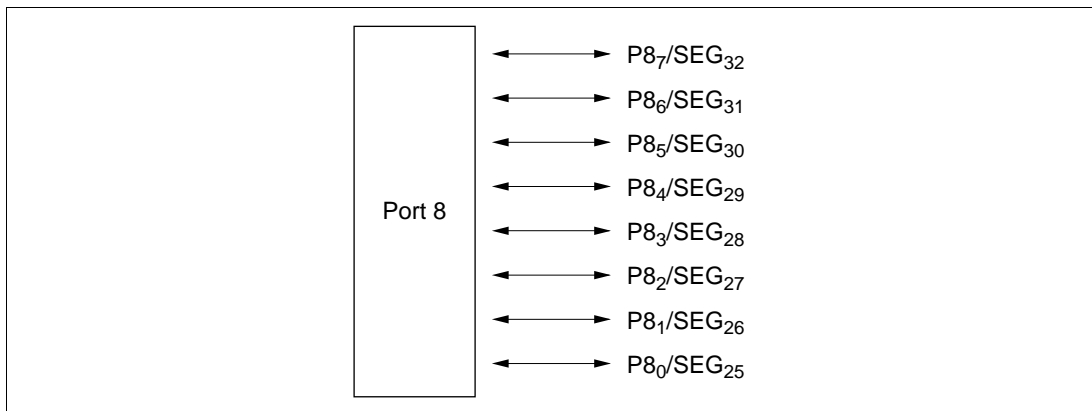 P8₇/SEG₃₂
P8₆/SEG₃₁
P8₅/SEG₃₀
P8₄/SEG₂₉
Port 8
P8₃/SEG₂₈
P8₂/SEG₂₇
P8₁/SEG₂₆
P8₀/SEG₂₅